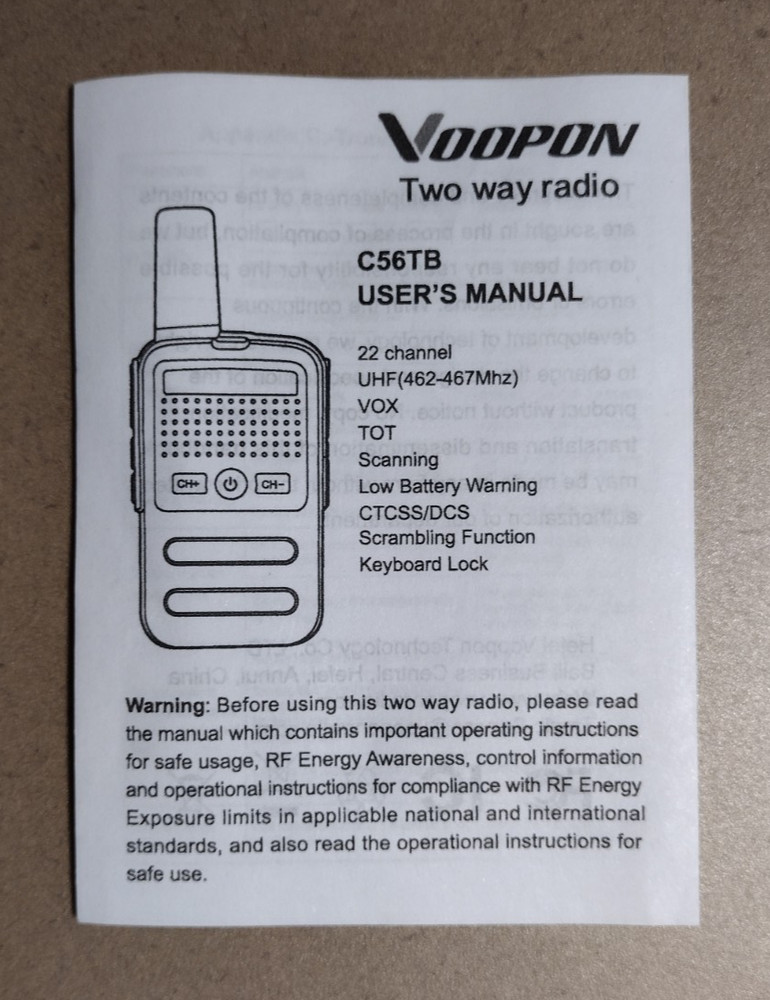 VOOPON
Two way radio
C56TB
USER'S MANUAL
22 channel
UHF(462-467Mhz)
VOX
TOT
Scanning
Low Battery Warning
CTCSS/DCS
Scrambling Function
Keyboard Lock
CH+ CH-
Warning: Before using this two way radio, please read
the manual which contains important operating instructions
for safe usage, RF Energy Awareness, control information
and operational instructions for compliance with RF Energy
Exposure limits in applicable national and international
standards, and also read the operational instructions for
safe use.